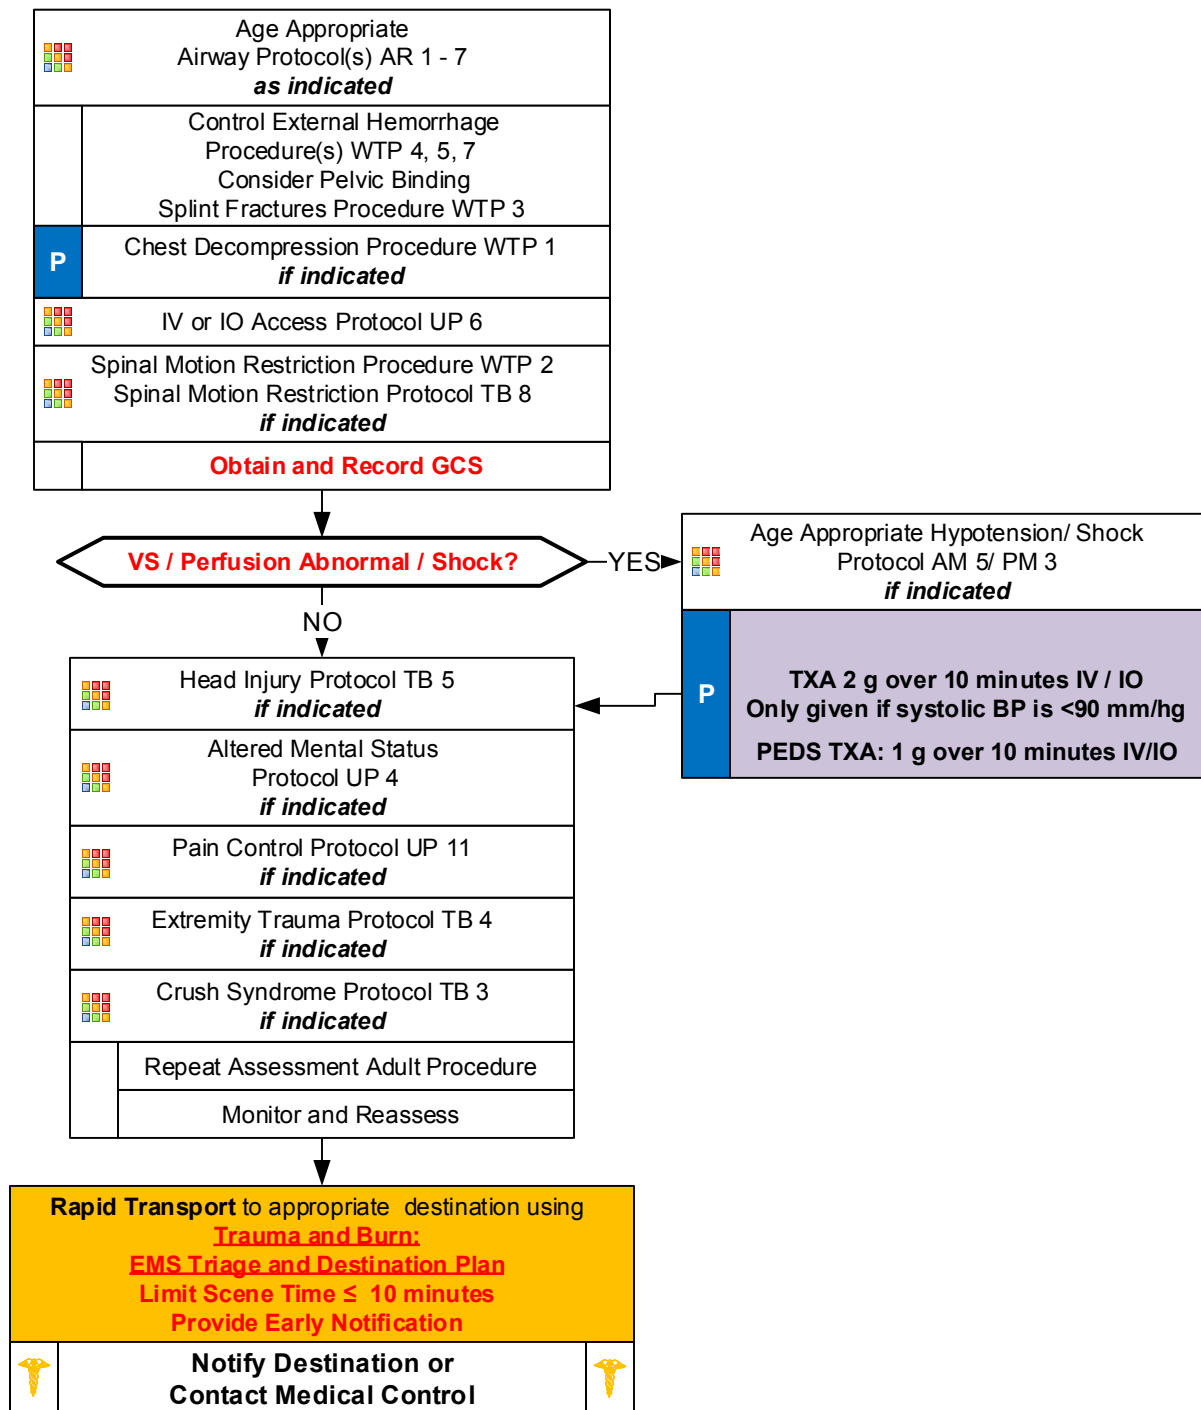 Age Appropriate
Airway Protocol(s) AR 1 - 7
as indicated
Control External Hemorrhage
Procedure(s) WTP 4, 5, 7
Consider Pelvic Binding
Splint Fractures Procedure WTP 3
P
Chest Decompression Procedure WTP 1
if indicated
IV or IO Access Protocol UP 6
Spinal Motion Restriction Procedure WTP 2
Spinal Motion Restriction Protocol TB 8
if indicated
Obtain and Record GCS
VS / Perfusion Abnormal / Shock?
YES
NO
Age Appropriate Hypotension/ Shock
Protocol AM 5/ PM 3
if indicated
P
TXA 2 g over 10 minutes IV / IO
Only given if systolic BP is <90 mm/hg
PEDS TXA: 1 g over 10 minutes IV/IO
Head Injury Protocol TB 5
if indicated
Altered Mental Status
Protocol UP 4
if indicated
Pain Control Protocol UP 11
if indicated
Extremity Trauma Protocol TB 4
if indicated
Crush Syndrome Protocol TB 3
if indicated
Repeat Assessment Adult Procedure
Monitor and Reassess
Rapid Transport to appropriate destination using
Trauma and Burn:
EMS Triage and Destination Plan
Limit Scene Time ≤ 10 minutes
Provide Early Notification
Notify Destination or
Contact Medical Control